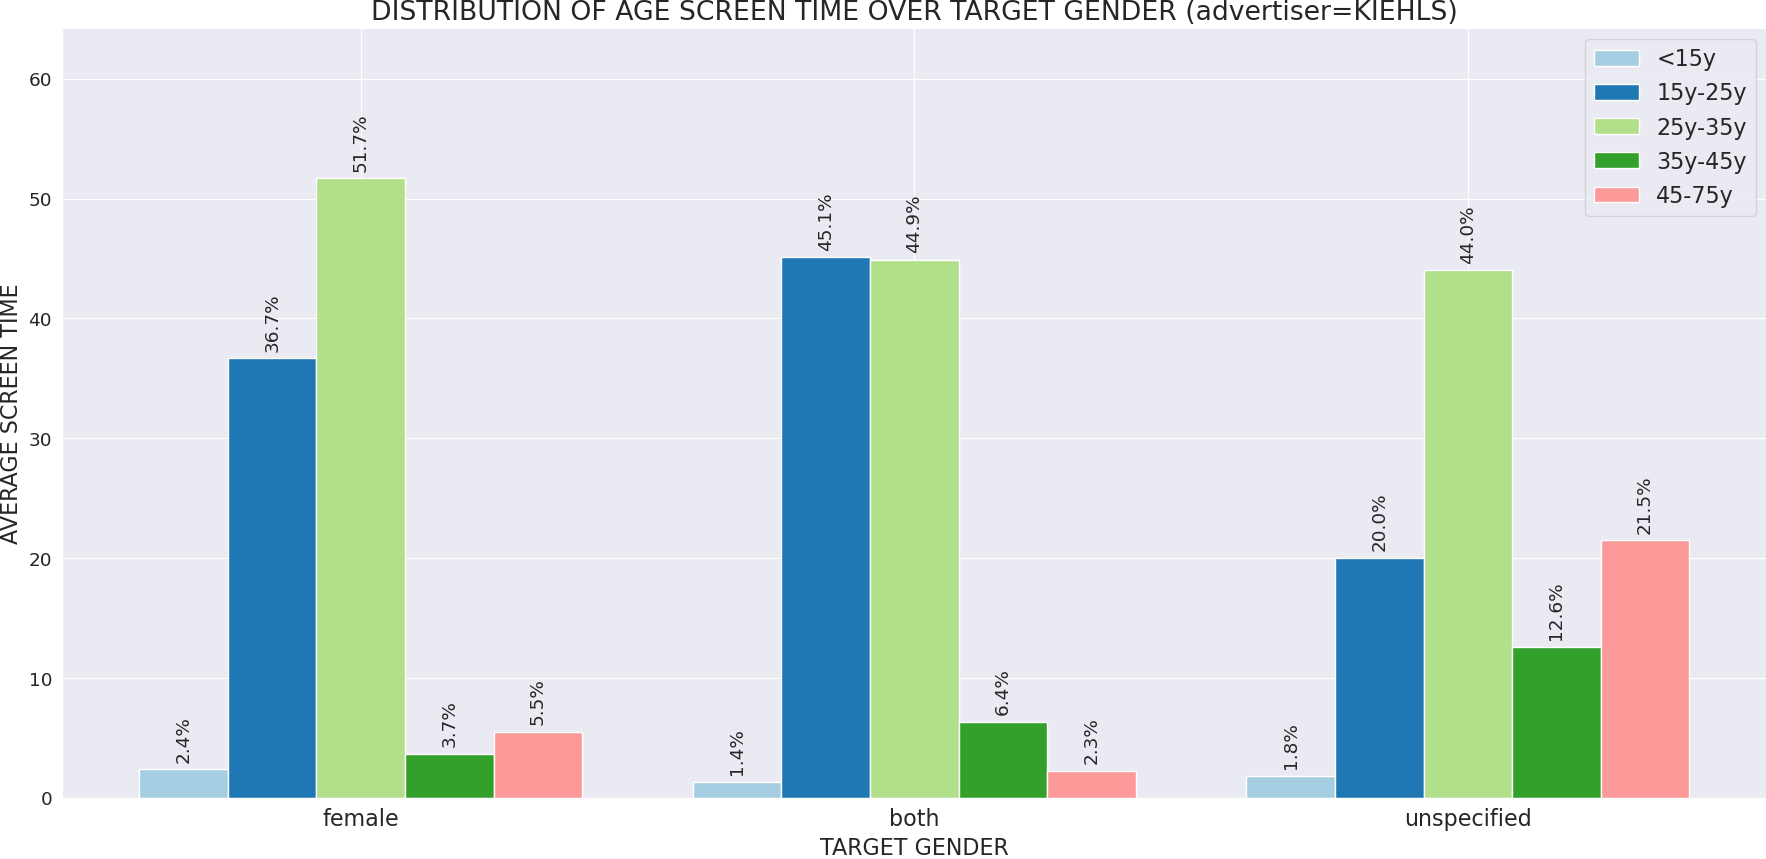 DISTRIBUTION OF AGE SCREEN TIME OVER TARGET GENDER (advertiser=KIEHLS)
<15y
15y-25y
25y-35y
35y-45y
45-75y
AVERAGE SCREEN TIME
60
50
40
30
20
10
0
2.4%
36.7%
51.7%
3.7%
5.5%
1.4%
45.1%
44.9%
6.4%
2.3%
1.8%
20.0%
44.0%
12.6%
21.5%
female
both
unspecified
TARGET GENDER